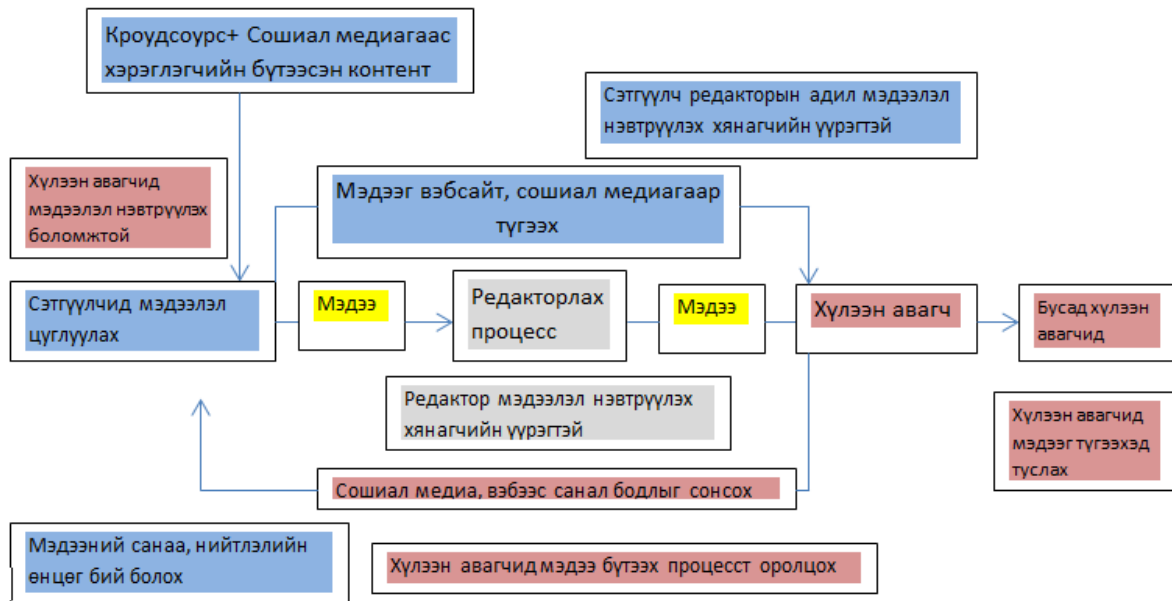 Кроудсоурс+ Сошиал медиагаас
хэрэглэгчийн бүтээсэн контент
Сэтгүүлч редакторын адил мэдээлэл
нэвтрүүлэх хянагчийн үүрэгтэй
Хүлээн авагчид
мэдээлэл нэвтрүүлэх
боломжтой
Мэдээг вэбсайт, сошиал медиагаар
түгээх
Сэтгүүлчид мэдээлэл
цуглуулах
Мэдээ
Редакторлах
процесс
Мэдээ
Хүлээн авагч
Бусад хүлээн
авагчид
Редактор мэдээлэл нэвтрүүлэх
хянагчийн үүрэгтэй
Хүлээн авагчид
мэдээг түгээхэд
туслах
Сошиал медиа, вэбээс санал бодлыг сонсох
Мэдээний санаа, нийтлэлийн
өнцөг бий болох
Хүлээн авагчид мэдээ бүтээх процесст оролцох